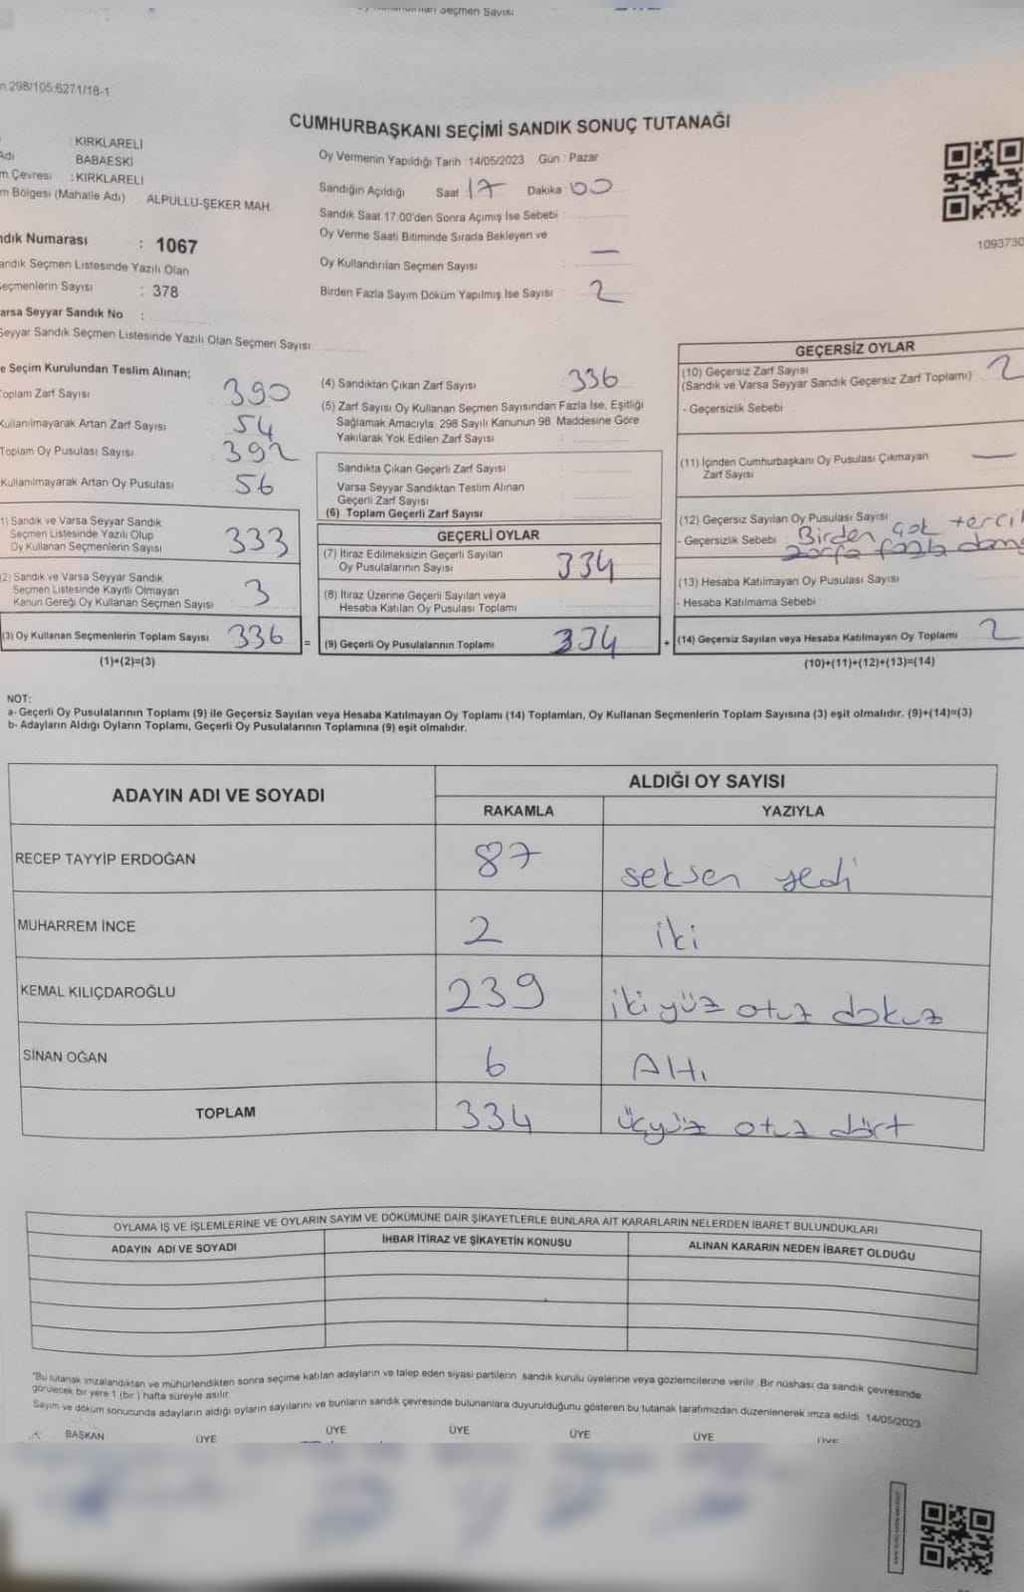 Seçmen Sayısı
298/105:6271/18-1
CUMHURBAŞKANI SEÇİMİ SANDIK SONUÇ TUTANAĞI
: KIRKLARELİ
Adı BABAESKİ
m Çevresi : KIRKLARELİ
m Bölgesi (Mahalle Adı) ALPULLU-ŞEKER MAH.
ndık Numarası : 1067
andık Seçmen Listesinde Yazılı Olan
eçmenlerin Sayısı : 378
arsa Seyyar Sandık No :
Seyyar Sandık Seçmen Listesinde Yazılı Olan Seçmen Sayısı
Oy Vermenin Yapıldığı Tarih :14/05/2023 Gün : Pazar
Sandığın Açıldığı Saat 17 Dakika 00
Sandık Saat 17:00'den Sonra Açımış İse Sebebi :
Oy Verme Saati Bitiminde Sırada Bekleyen ve
Oy Kullandırılan Seçmen Sayısı : —
Birden Fazla Sayım Döküm Yapılmış İse Sayısı : 2
1093730
e Seçim Kurulundan Teslim Alınan;
Toplam Zarf Sayısı : 390
Kullanılmayarak Artan Zarf Sayısı : 54
Toplam Oy Pusulası Sayısı : 392
Kullanılmayarak Artan Oy Pusulası : 56
1) Sandık ve Varsa Seyyar Sandık
Seçmen Listesinde Yazılı Olup
Oy Kullanan Seçmenlerin Sayısı 333
2) Sandık ve Varsa Seyyar Sandık
Seçmen Listesinde Kayıtlı Olmayan
Kanun Gereği Oy Kullanan Seçmen Sayısı 3
(3) Oy Kullanan Seçmenlerin Toplam Sayısı 336 =
(1)+(2)=(3)
(4) Sandıktan Çıkan Zarf Sayısı : 336
(5) Zarf Sayısı Oy Kullanan Seçmen Sayısından Fazla İse, Eşitliği
Sağlamak Amacıyla; 298 Sayılı Kanunun 98. Maddesine Göre
Yakılarak Yok Edilen Zarf Sayısı :
Sandıkta Çıkan Geçerli Zarf Sayısı
Varsa Seyyar Sandıktan Teslim Alınan
Geçerli Zarf Sayısı
(6) Toplam Geçerli Zarf Sayısı
GEÇERLİ OYLAR
(7) İtiraz Edilmeksizin Geçerli Sayılan
Oy Pusulalarının Sayısı 334
(8) İtiraz Üzerine Geçerli Sayılan veya
Hesaba Katılan Oy Pusulası Toplamı
(9) Geçerli Oy Pusulalarının Toplamı 334 +
GEÇERSİZ OYLAR
(10) Geçersiz Zarf Sayısı 2
(Sandık ve Varsa Seyyar Sandık Geçersiz Zarf Toplamı)
- Geçersizlik Sebebi
(11) İçinden Cumhurbaşkanı Oy Pusulası Çıkmayan —
Zarf Sayısı
(12) Geçersiz Sayılan Oy Pusulası Sayısı
- Geçersizlik Sebebi Birden çok tercih
fazla
(13) Hesaba Katılmayan Oy Pusulası Sayısı
- Hesaba Katılmama Sebebi
(14) Geçersiz Sayılan veya Hesaba Katılmayan Oy Toplamı 2
(10)+(11)+(12)+(13)=(14)
NOT:
a- Geçerli Oy Pusulalarının Toplamı (9) ile Geçersiz Sayılan veya Hesaba Katılmayan Oy Toplamı (14) Toplamları, Oy Kullanan Seçmenlerin Toplam Sayısına (3) eşit olmalıdır. (9)+(14)=(3)
b- Adayların Aldığı Oyların Toplamı, Geçerli Oy Pusulalarının Toplamına (9) eşit olmalıdır.
ADAYIN ADI VE SOYADI ALDIĞI OY SAYISI
RAKAMLA YAZIYLA
RECEP TAYYİP ERDOĞAN 87 seksen yedi
MUHARREM İNCE 2 iki
KEMAL KILIÇDAROĞLU 239 iki yüz otuz dokuz
SİNAN OĞAN 6 Altı
TOPLAM 334 üçyüz otuz dört
OYLAMA İŞ VE İŞLEMLERİNE VE OYLARIN SAYIM VE DÖKÜMÜNE DAİR ŞİKAYETLERLE BUNLARA AİT KARARLARIN NELERDEN İBARET BULUNDUKLARI
ADAYIN ADI VE SOYADI İHBAR İTİRAZ VE ŞİKAYETİN KONUSU ALINAN KARARIN NEDEN İBARET OLDUĞU
"Bu tutanak imzalandıktan ve mühürlendikten sonra seçime katılan adayların ve talep eden siyasi partilerin sandık kurulu üyelerine veya gözlemcilerine verilir. Bir nüshası da sandık çevresinde
görülecek bir yere 1 (bir) hafta süreyle asılır.
Sayım ve döküm sonucunda adayların aldığı oyların sayılarını ve bunların sandık çevresinde bulunanlara duyurulduğunu gösteren bu tutanak tarafımızdan düzenlenerek imza edildi. 14/05/2023
BAŞKAN ÜYE ÜYE ÜYE ÜYE ÜYE ÜYE